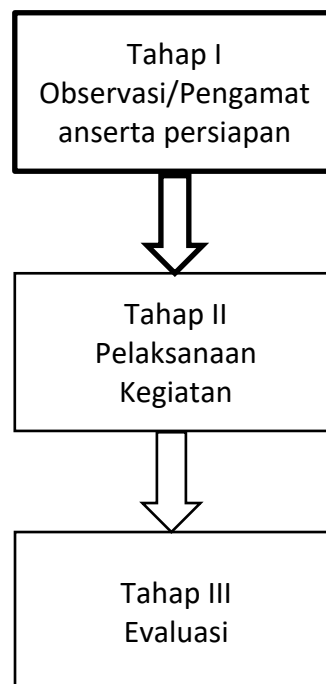 Tahap I
Observasi/Pengamat
anserta persiapan
Tahap II
Pelaksanaan
Kegiatan
Tahap III
Evaluasi